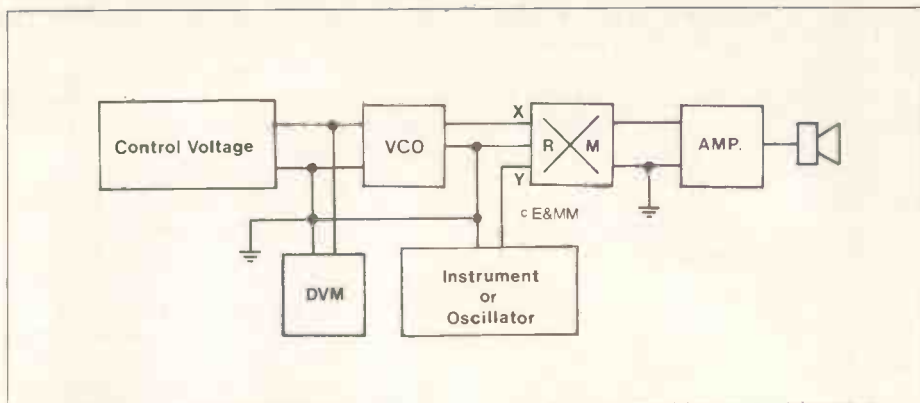 Control Voltage
VCO
X
R M
Y
AMP.
c E&MM
DVM
Instrument
or
Oscillator